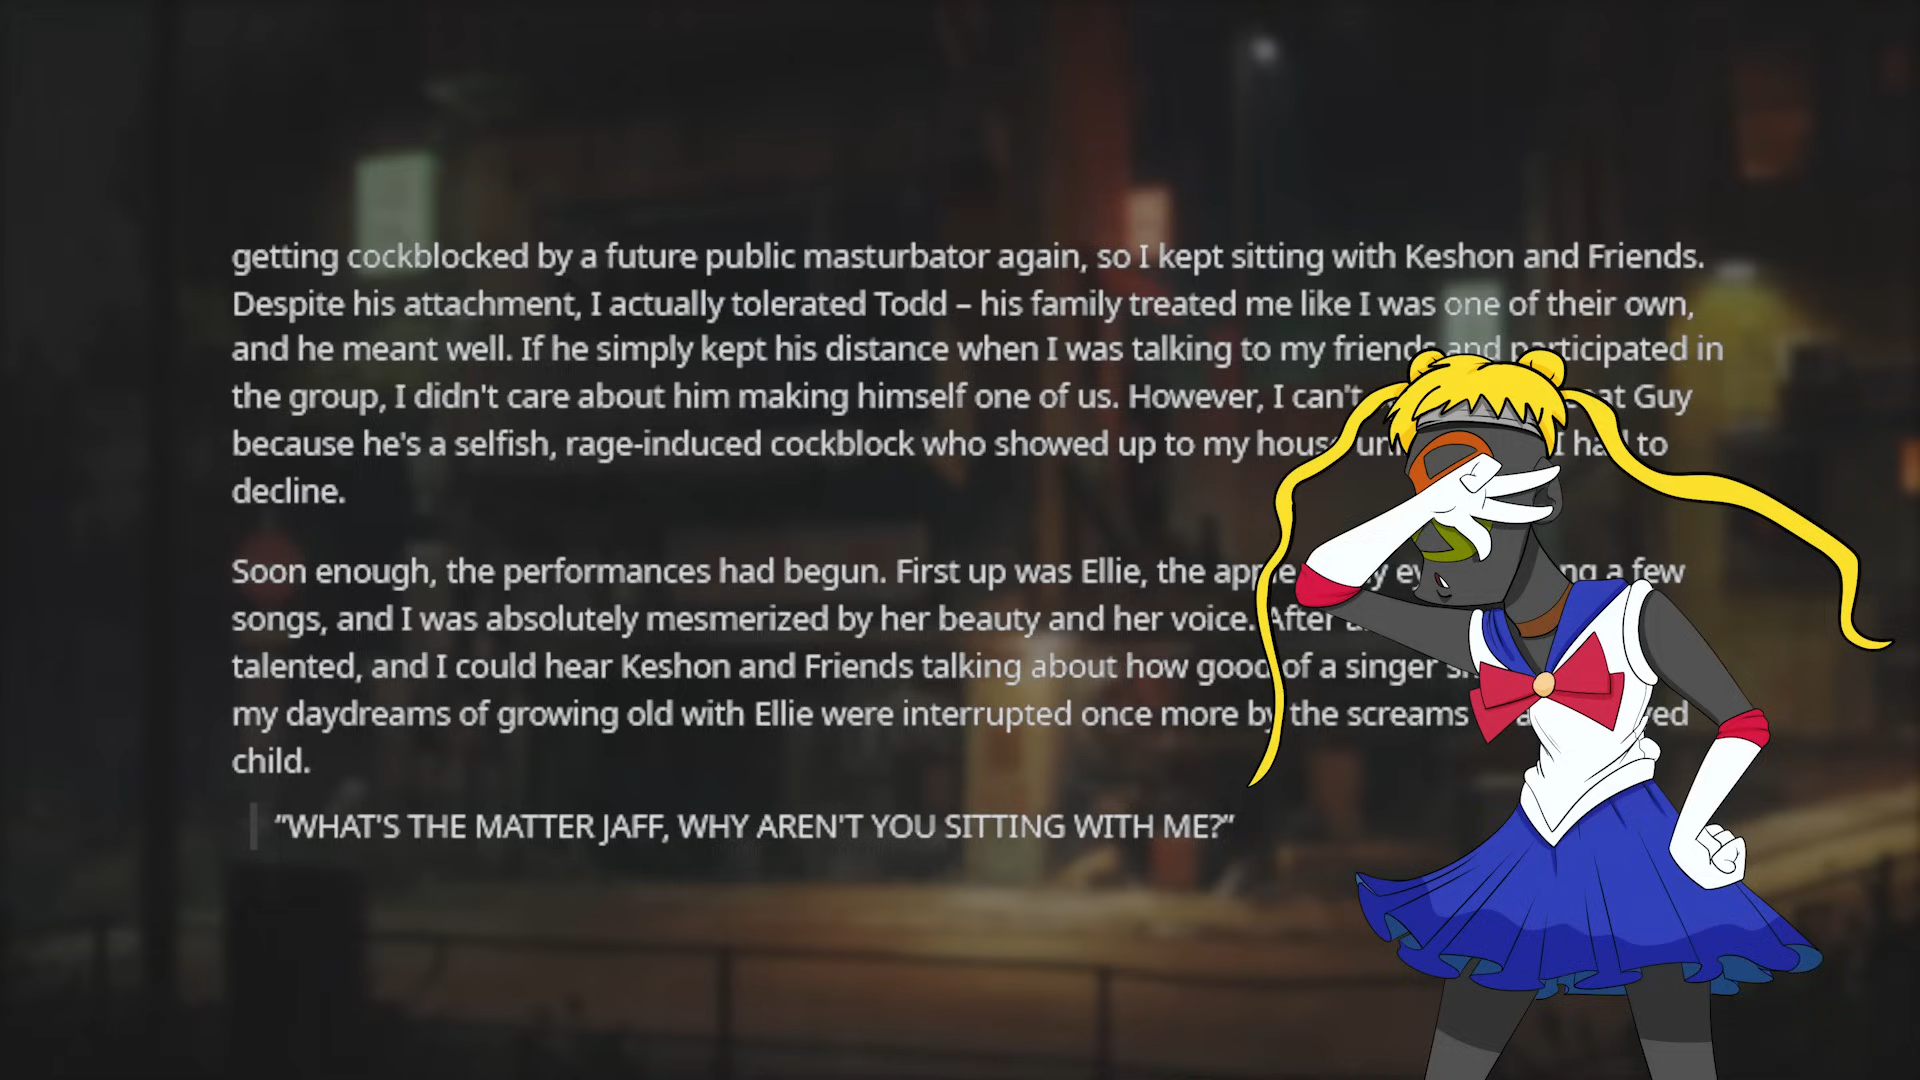 getting cockblocked by a future public masturbator again, so I kept sitting with Keshon and Friends.
Despite his attachment, I actually tolerated Todd – his family treated me like I was one of their own,
and he meant well. If he simply kept his distance when I was talking to my friends and participated in
the group, I didn't care about him making himself one of us. However, I can't Guy
because he's a selfish, rage-induced cockblock who showed up to my house I had to
decline.
Soon enough, the performances had begun. First up was Ellie, the apple a few
songs, and I was absolutely mesmerized by her beauty and her voice. After
talented, and I could hear Keshon and Friends talking about how good of a singer
my daydreams of growing old with Ellie were interrupted once more by the screams
child.
“WHAT'S THE MATTER JAFF, WHY AREN'T YOU SITTING WITH ME?”